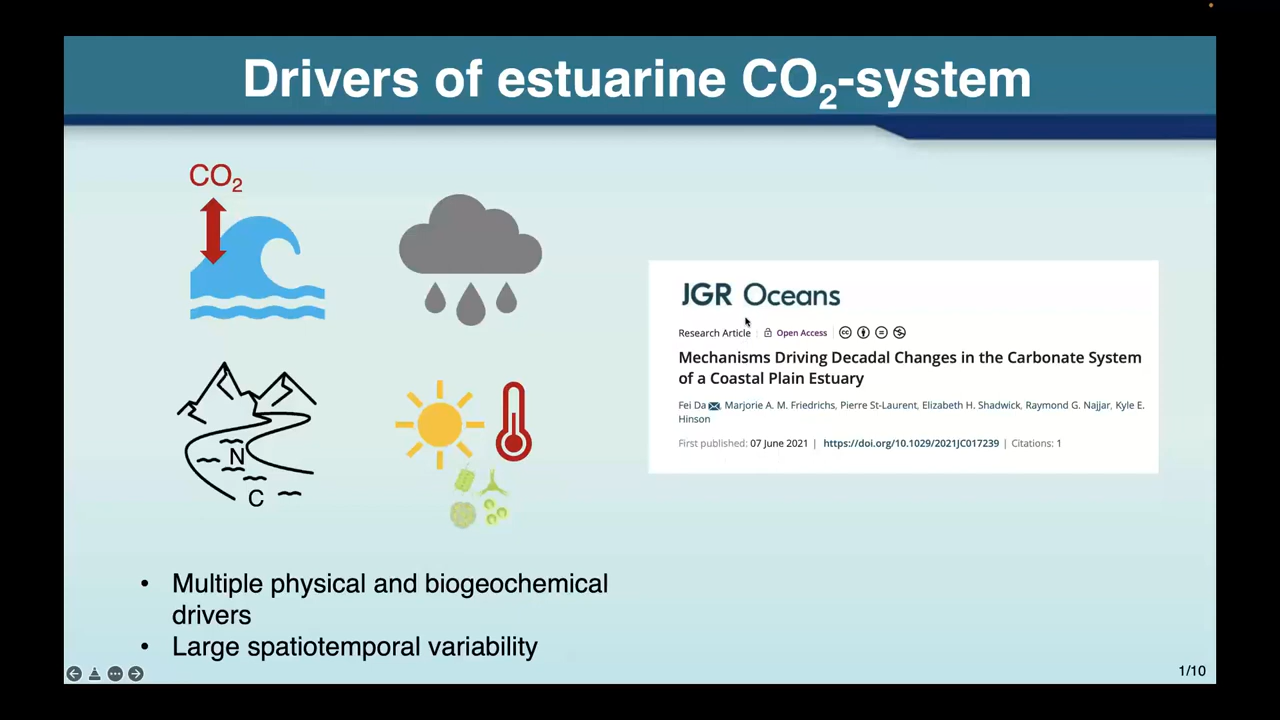 Drivers of estuarine CO2-system
CO2
N
C
JGR Oceans
Research Article | Open Access
Mechanisms Driving Decadal Changes in the Carbonate System
of a Coastal Plain Estuary
Fei Da, Marjorie A. M. Friedrichs, Pierre St-Laurent, Elizabeth H. Shadwick, Raymond G. Najjar, Kyle E.
Hinson
First published: 07 June 2021 | https://doi.org/10.1029/2021JC017239 | Citations: 1
• Multiple physical and biogeochemical
drivers
• Large spatiotemporal variability
1/10